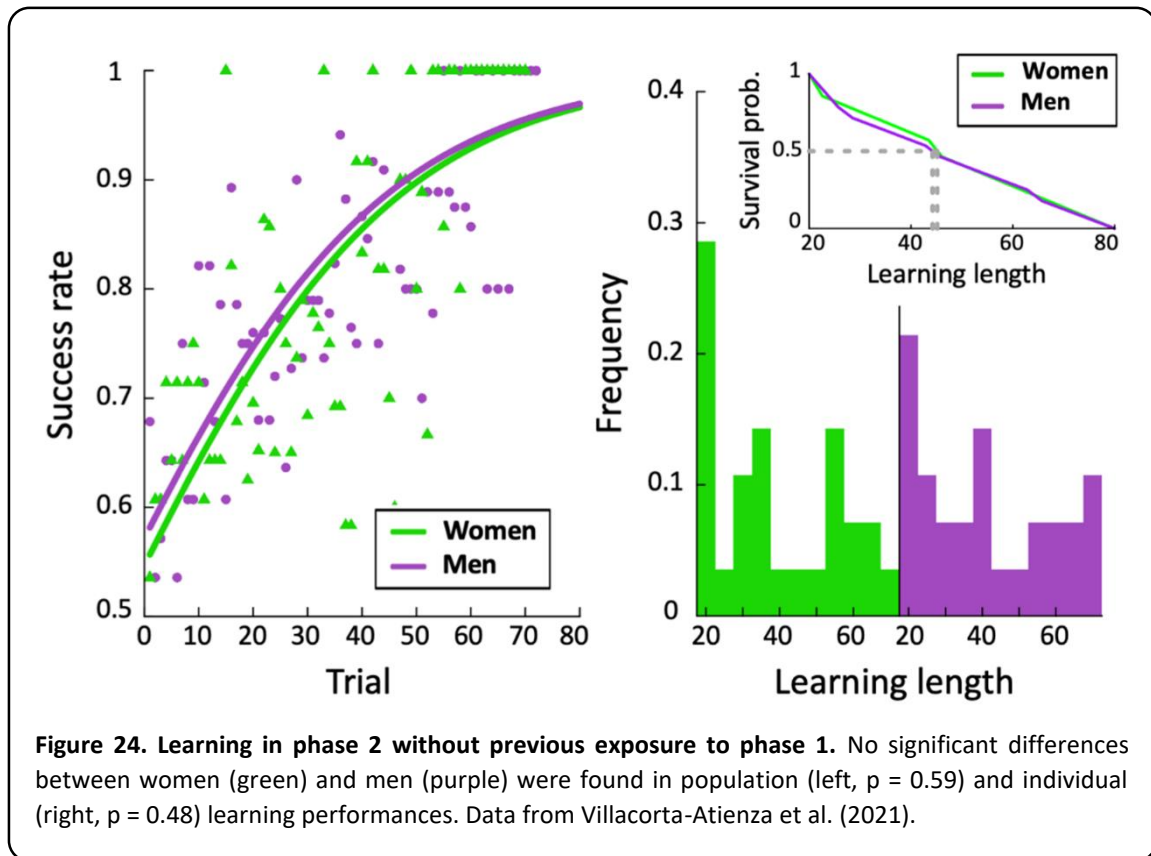 1
0.9
0.8
0.7
0.6
0.5
Success rate
0 10 20 30 40 50 60 70 80
Trial
Women
Men
0.4
0.3
0.2
0.1
0
Frequency
20 40 60 20 40 60
Learning length
1
0.5
0
Survival prob.
20 40 60 80
Learning length
Women
Men
Figure 24. Learning in phase 2 without previous exposure to phase 1. No significant differences
between women (green) and men (purple) were found in population (left, p = 0.59) and individual
(right, p = 0.48) learning performances. Data from Villacorta-Atienza et al. (2021).